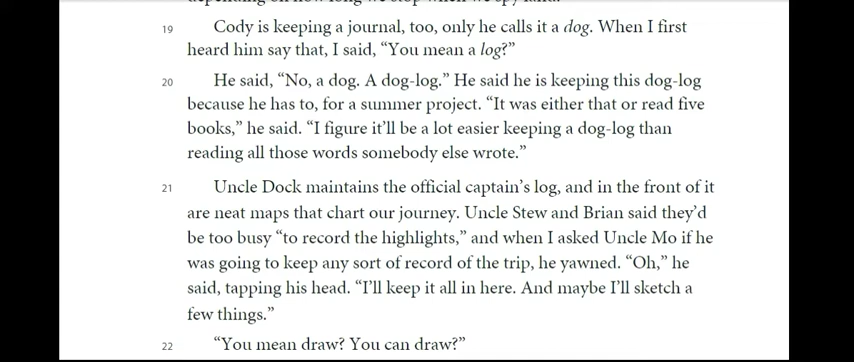 19 Cody is keeping a journal, too, only he calls it a dog. When I first
heard him say that, I said, “You mean a log?”
20 He said, “No, a dog. A dog-log.” He said he is keeping this dog-log
because he has to, for a summer project. “It was either that or read five
books,” he said. “I figure it’ll be a lot easier keeping a dog-log than
reading all those words somebody else wrote.”
21 Uncle Dock maintains the official captain’s log, and in the front of it
are neat maps that chart our journey. Uncle Stew and Brian said they’d
be too busy “to record the highlights,” and when I asked Uncle Mo if he
was going to keep any sort of record of the trip, he yawned. “Oh,” he
said, tapping his head. “I’ll keep it all in here. And maybe I’ll sketch a
few things.”
22 “You mean draw? You can draw?”